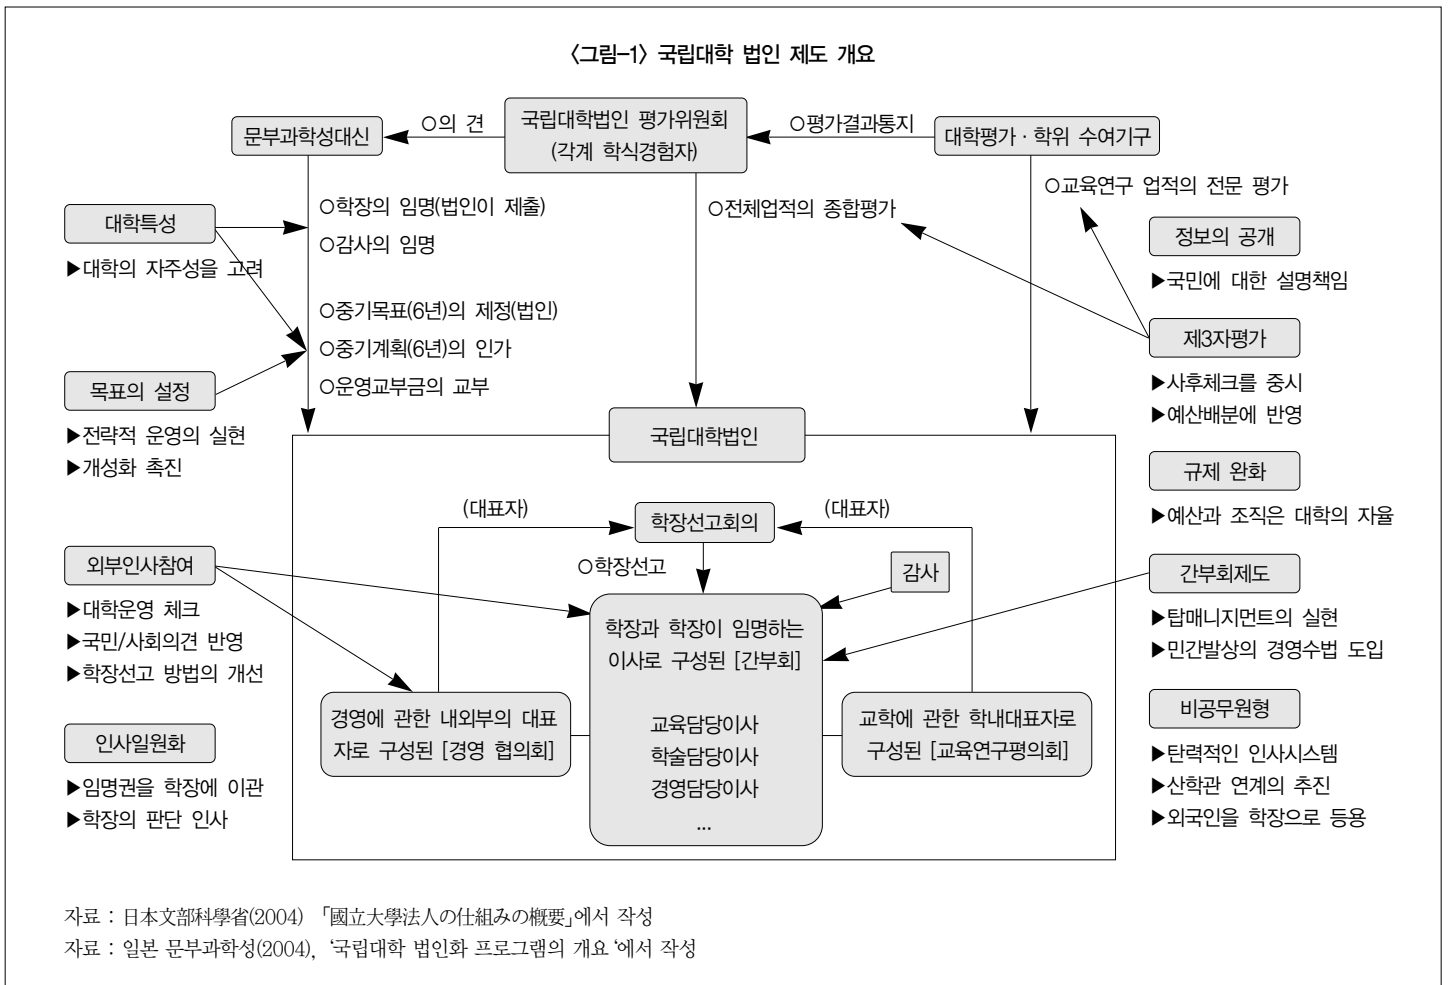 〈그림-1〉 국립대학 법인 제도 개요
문부과학성대신
○의 견
국립대학법인 평가위원회
(각계 학식경험자)
○평가결과통지
대학평가 · 학위 수여기구
○학장의 임명(법인이 제출)
○감사의 임명
○중기목표(6년)의 제정(법인)
○중기계획(6년)의 인가
○운영교부금의 교부
○전체업적의 종합평가
○교육연구 업적의 전문 평가
대학특성
▶대학의 자주성을 고려
목표의 설정
▶전략적 운영의 실현
▶개성화 촉진
외부인사참여
▶대학운영 체크
▶국민/사회의견 반영
▶학장선고 방법의 개선
인사일원화
▶임명권을 학장에 이관
▶학장의 판단 인사
국립대학법인
(대표자)
학장선고회의
(대표자)
○학장선고
감사
학장과 학장이 임명하는
이사로 구성된 [간부회]
교육담당이사
학술담당이사
경영담당이사
...
경영에 관한 내외부의 대표
자로 구성된 [경영 협의회]
교학에 관한 학내대표자로
구성된 [교육연구평의회]
정보의 공개
▶국민에 대한 설명책임
제3자평가
▶사후체크를 중시
▶예산배분에 반영
규제 완화
▶예산과 조직은 대학의 자율
간부회제도
▶탑매니지먼트의 실현
▶민간발상의 경영수법 도입
비공무원형
▶탄력적인 인사시스템
▶산학관 연계의 추진
▶외국인을 학장으로 등용
자료 : 日本文部科學省(2004) 「國立大學法人の仕組みの槪要」에서 작성
자료 : 일본 문부과학성(2004), ‘국립대학 법인화 프로그램의 개요 ‘에서 작성